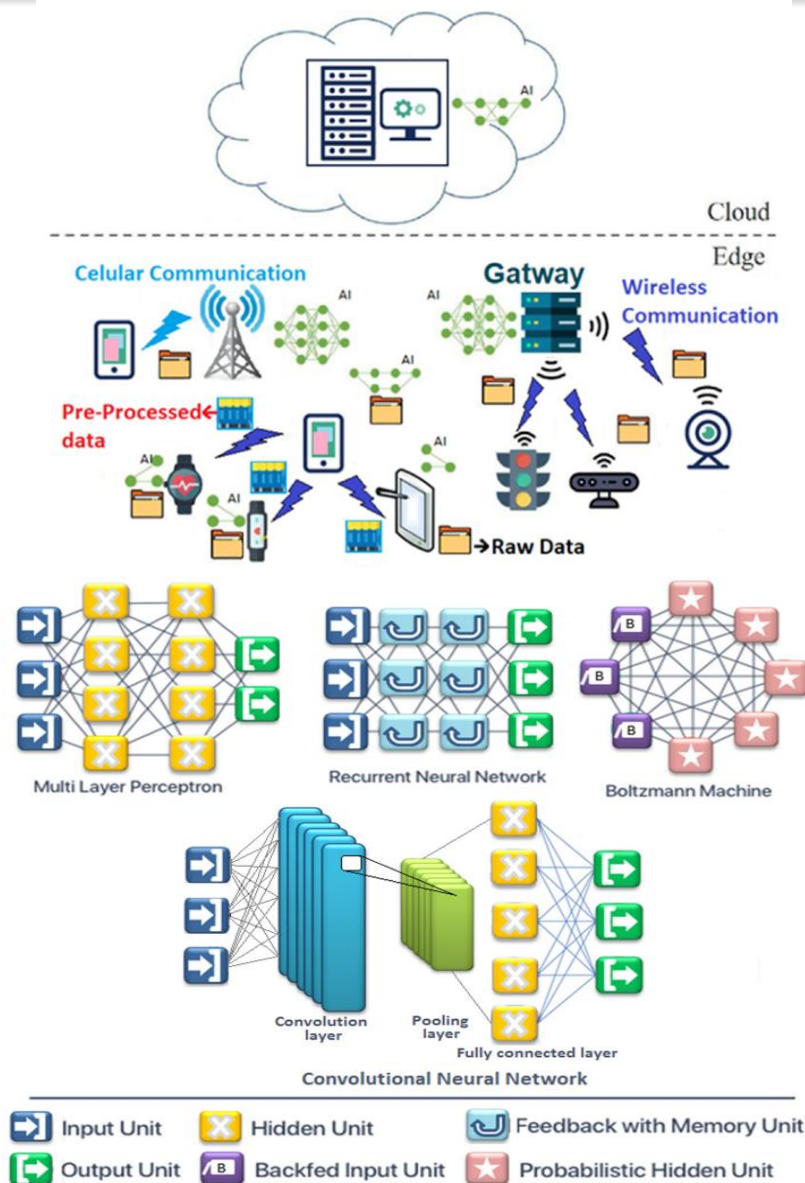 AI
Cloud
Edge
Celular Communication
AI
AI
Gatway
Wireless
Communication
AI
Pre-Processed←
data
AI
AI
AI
→Raw Data
Multi Layer Perceptron
Recurrent Neural Network
B
B
B
Boltzmann Machine
Convolution
layer
Pooling
layer
Fully connected layer
Convolutional Neural Network
Input Unit
Hidden Unit
Feedback with Memory Unit
Output Unit
B
Backfed Input Unit
Probabilistic Hidden Unit